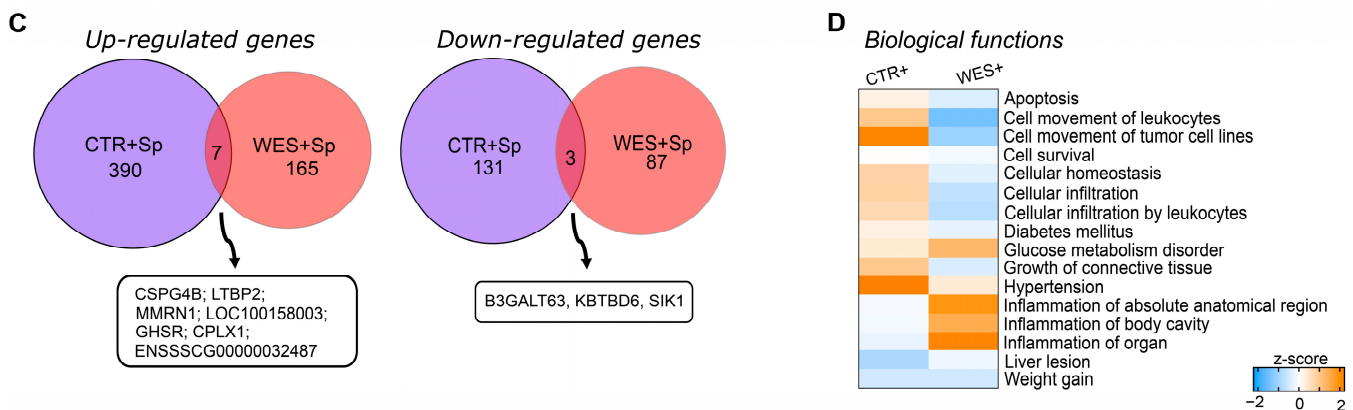 C
Up-regulated genes
CTR+Sp
390
7
WES+Sp
165
CSPG4B; LTBP2;
MMRN1; LOC100158003;
GHSR; CPLX1;
ENSSSCG00000032487
Down-regulated genes
CTR+Sp
131
3
WES+Sp
87
B3GALT63, KBTBD6, SIK1
D
Biological functions
CTR+
WES+
Apoptosis
Cell movement of leukocytes
Cell movement of tumor cell lines
Cell survival
Cellular homeostasis
Cellular infiltration
Cellular infiltration by leukocytes
Diabetes mellitus
Glucose metabolism disorder
Growth of connective tissue
Hypertension
Inflammation of absolute anatomical region
Inflammation of body cavity
Inflammation of organ
Liver lesion
Weight gain
z-score
−2 0 2